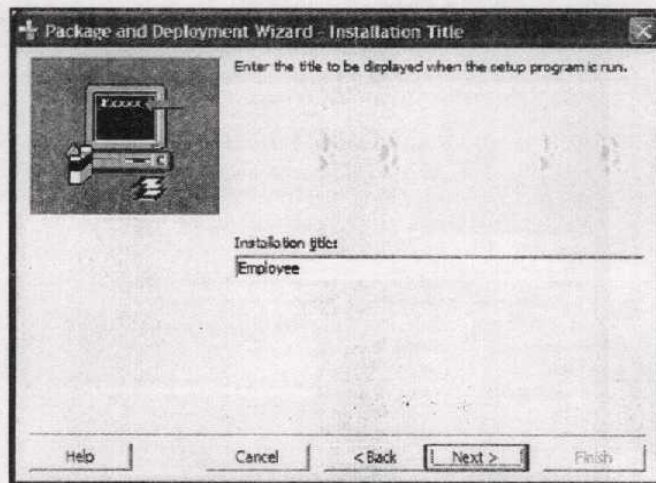 Package and Deployment Wizard - Installation Title
Enter the title to be displayed when the setup program is run.
Xxxxx
Installation title:
Employee
Help
Cancel
< Back
Next >
Finish